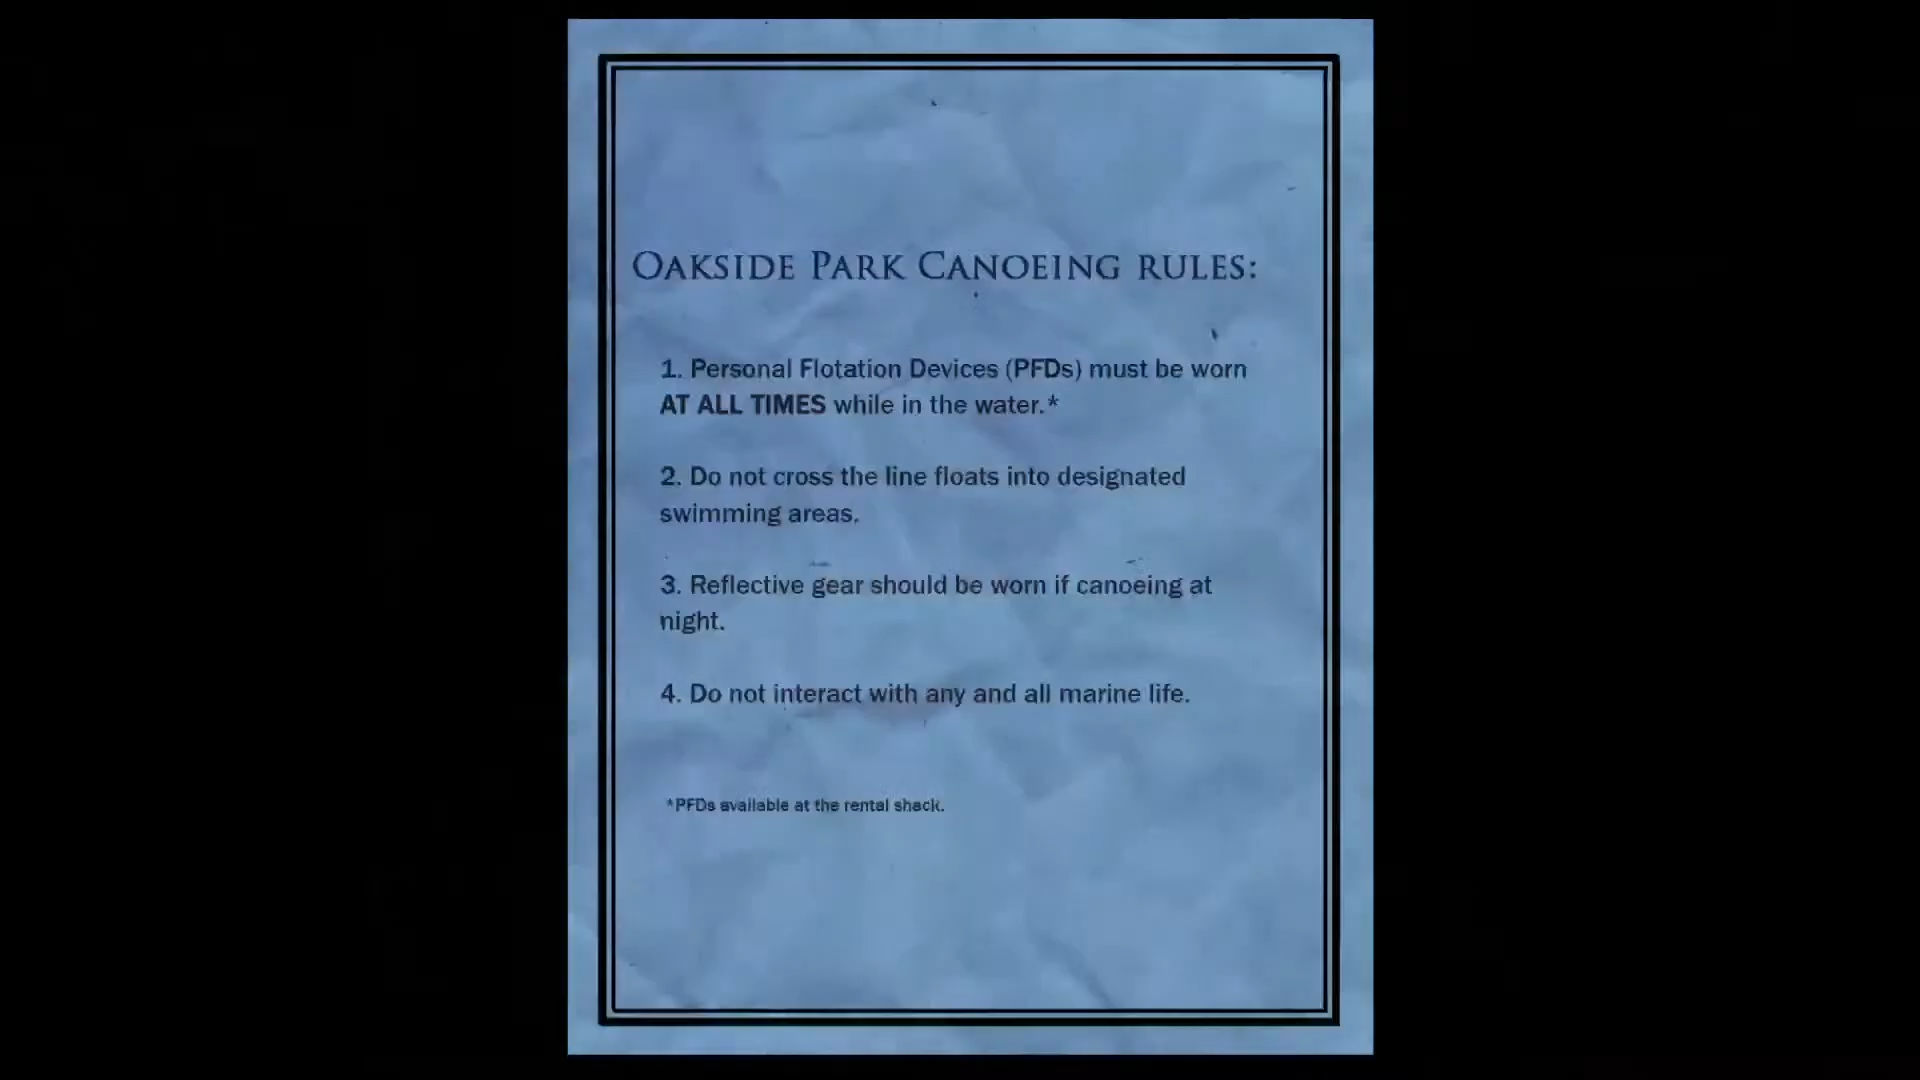 Oakside Park Canoeing rules:
1. Personal Flotation Devices (PFDs) must be worn
AT ALL TIMES while in the water.*
2. Do not cross the line floats into designated
swimming areas.
3. Reflective gear should be worn if canoeing at
night.
4. Do not interact with any and all marine life.
*PFDs available at the rental shack.